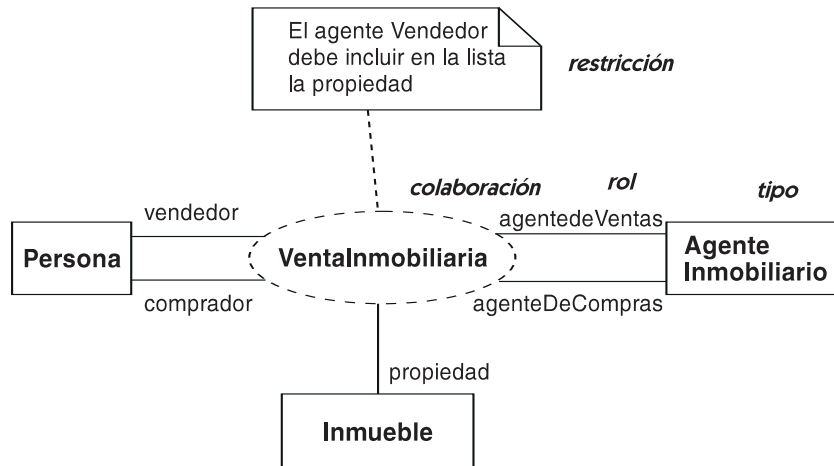 El agente Vendedor
debe incluir en la lista
la propiedad
restricción
colaboración
rol
tipo
vendedor
agentedeVentas
Persona
VentaInmobiliaria
Agente
Inmobiliario
comprador
agenteDeCompras
propiedad
Inmueble